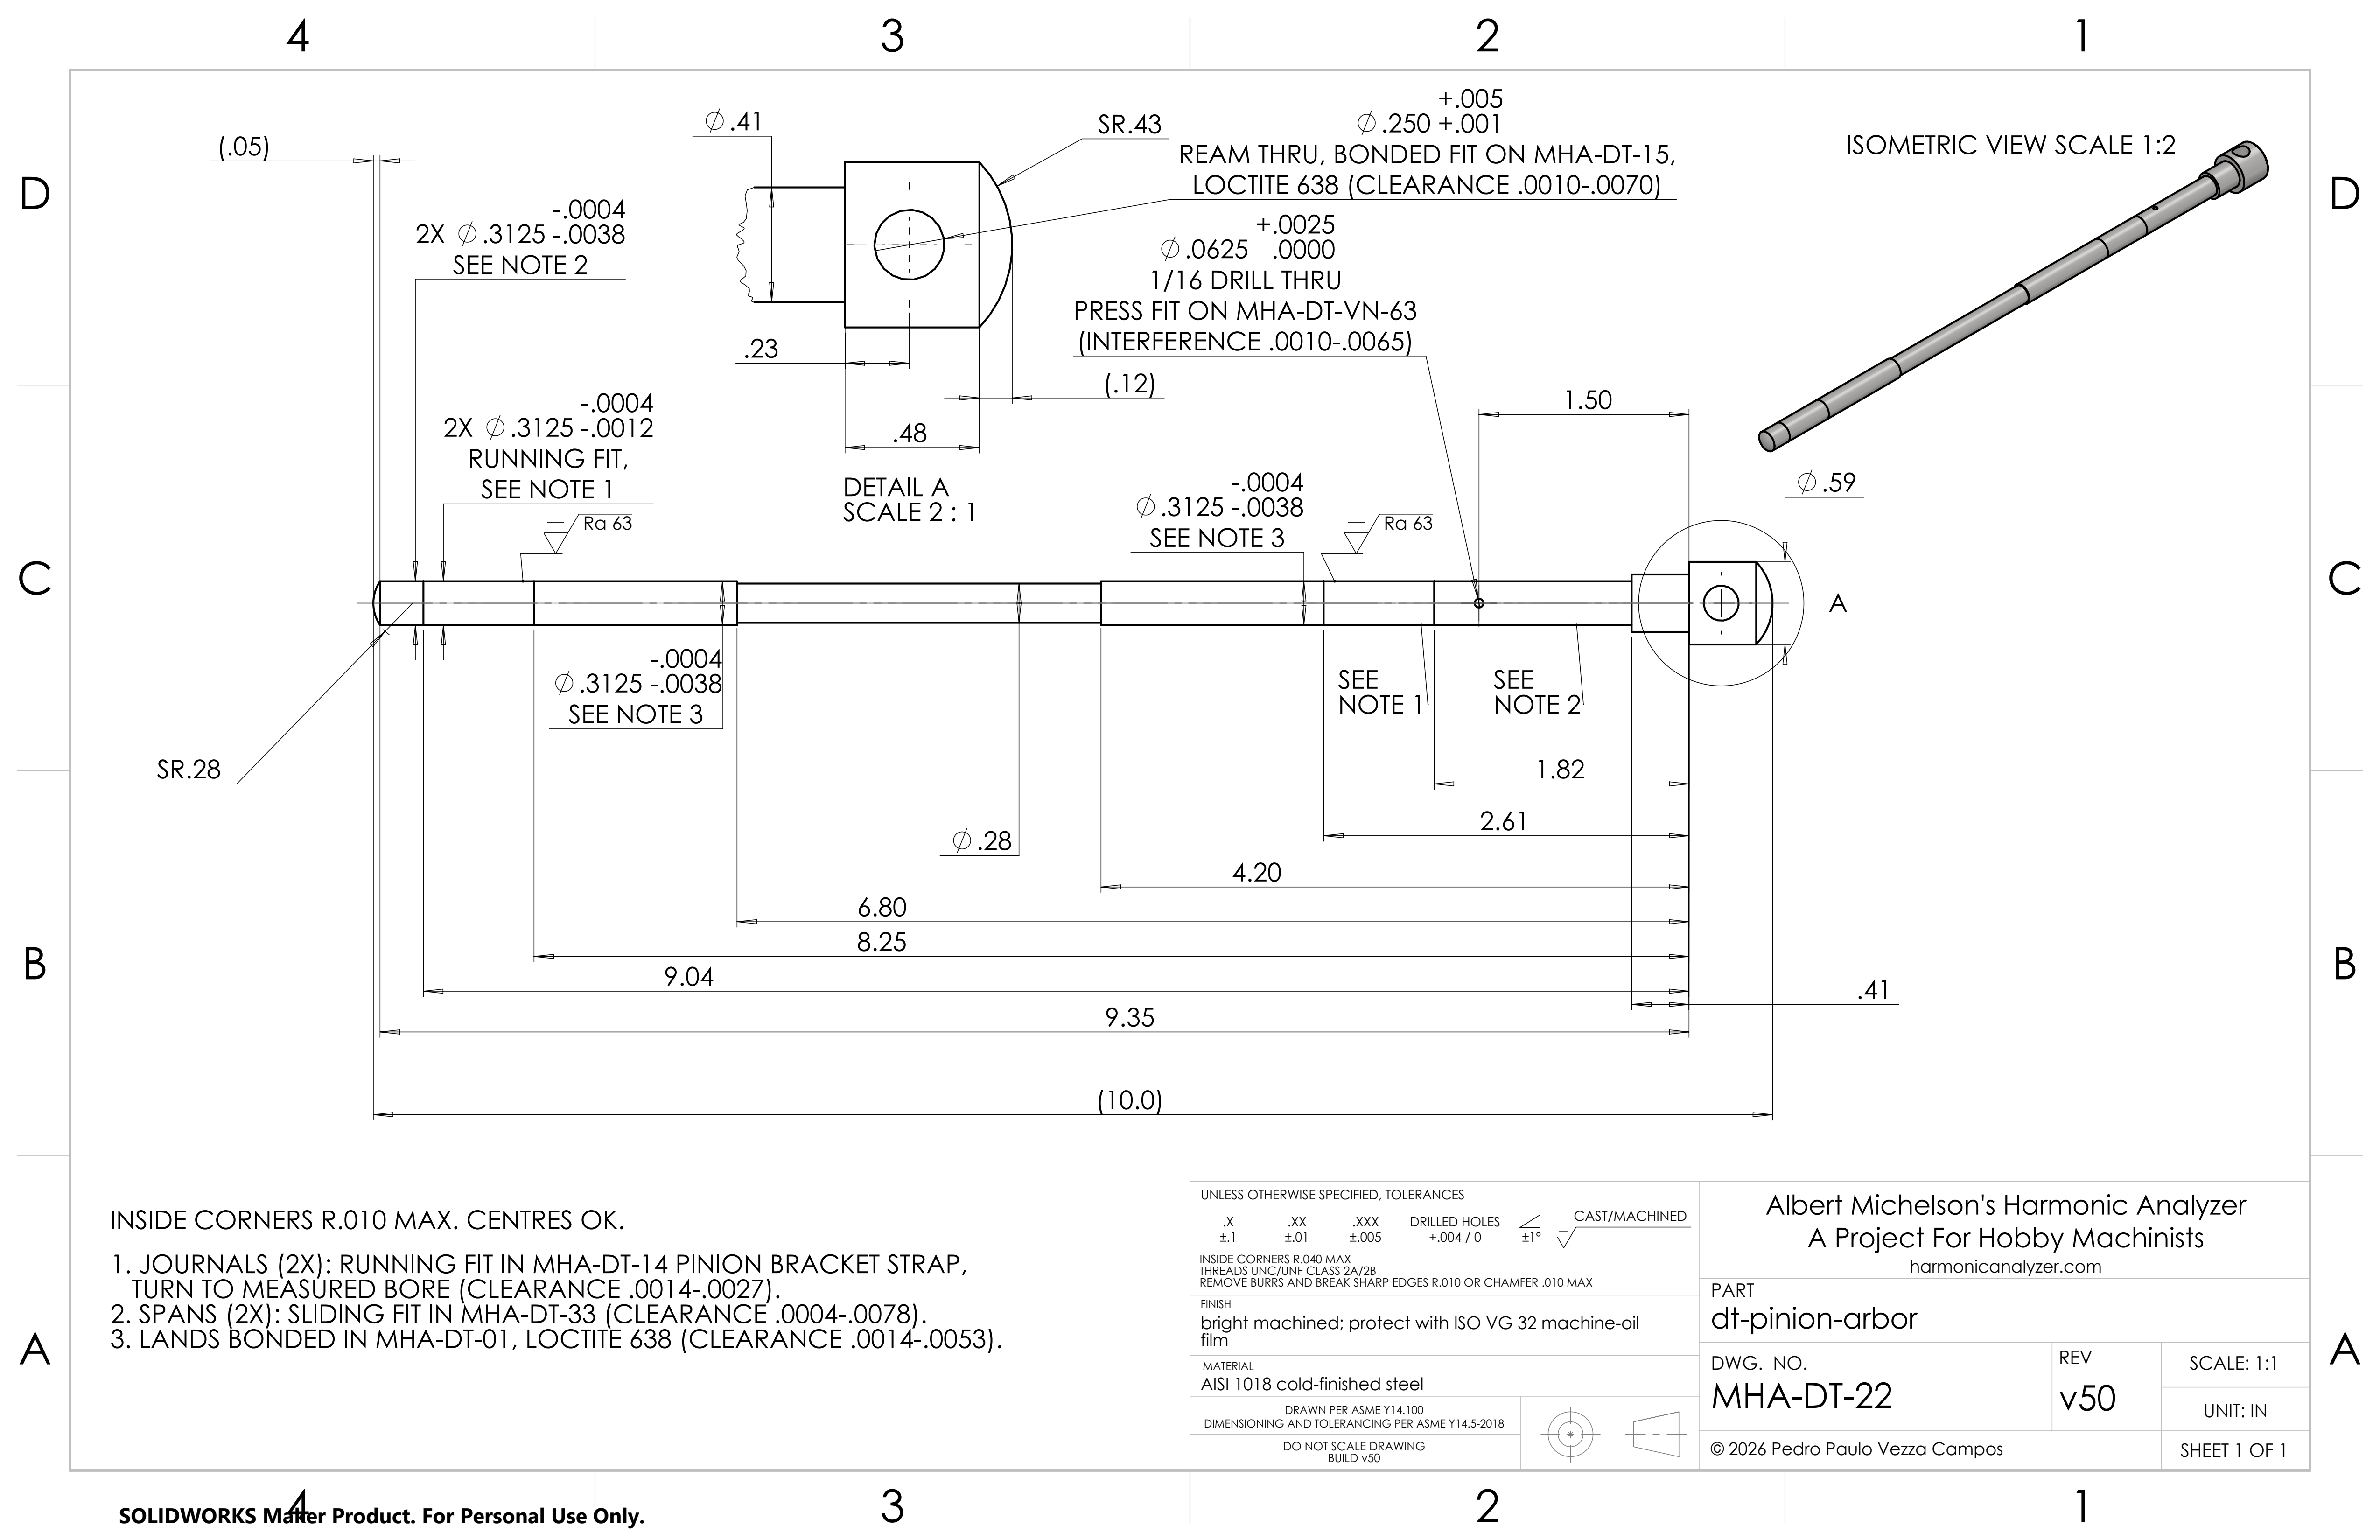 4 3 2 1
D
D
C
C
B
B
A
A
4 3 2 1
(.05)
-.0004
2X ∅ .3125 -.0038
SEE NOTE 2
-.0004
2X ∅ .3125 -.0012
RUNNING FIT,
SEE NOTE 1
Ra 63
∅ .41
SR.43
+.005
∅ .250 +.001
REAM THRU, BONDED FIT ON MHA-DT-15,
LOCTITE 638 (CLEARANCE .0010-.0070)
+.0025
∅ .0625 .0000
1/16 DRILL THRU
PRESS FIT ON MHA-DT-VN-63
(INTERFERENCE .0010-.0065)
.23
(.12)
.48
DETAIL A
SCALE 2 : 1
ISOMETRIC VIEW SCALE 1:2
1.50
-.0004
∅ .3125 -.0038
SEE NOTE 3
Ra 63
∅ .59
A
-.0004
∅ .3125 -.0038
SEE NOTE 3
SEE
NOTE 1
SEE
NOTE 2
SR.28
∅ .28
1.82
2.61
4.20
6.80
8.25
9.04
.41
9.35
(10.0)
INSIDE CORNERS R.010 MAX. CENTRES OK.
1. JOURNALS (2X): RUNNING FIT IN MHA-DT-14 PINION BRACKET STRAP,
TURN TO MEASURED BORE (CLEARANCE .0014-.0027).
2. SPANS (2X): SLIDING FIT IN MHA-DT-33 (CLEARANCE .0004-.0078).
3. LANDS BONDED IN MHA-DT-01, LOCTITE 638 (CLEARANCE .0014-.0053).
UNLESS OTHERWISE SPECIFIED, TOLERANCES
.X .XX .XXX DRILLED HOLES CAST/MACHINED
±.1 ±.01 ±.005 +.004 / 0 ±1°
INSIDE CORNERS R.040 MAX
THREADS UNC/UNF CLASS 2A/2B
REMOVE BURRS AND BREAK SHARP EDGES R.010 OR CHAMFER .010 MAX
FINISH
bright machined; protect with ISO VG 32 machine-oil
film
MATERIAL
AISI 1018 cold-finished steel
DRAWN PER ASME Y14.100
DIMENSIONING AND TOLERANCING PER ASME Y14.5-2018
DO NOT SCALE DRAWING
BUILD v50
Albert Michelson's Harmonic Analyzer
A Project For Hobby Machinists
harmonicanalyzer.com
PART
dt-pinion-arbor
DWG. NO.
MHA-DT-22
REV
v50
SCALE: 1:1
UNIT: IN
© 2026 Pedro Paulo Vezza Campos
SHEET 1 OF 1
SOLIDWORKS Maker Product. For Personal Use Only.